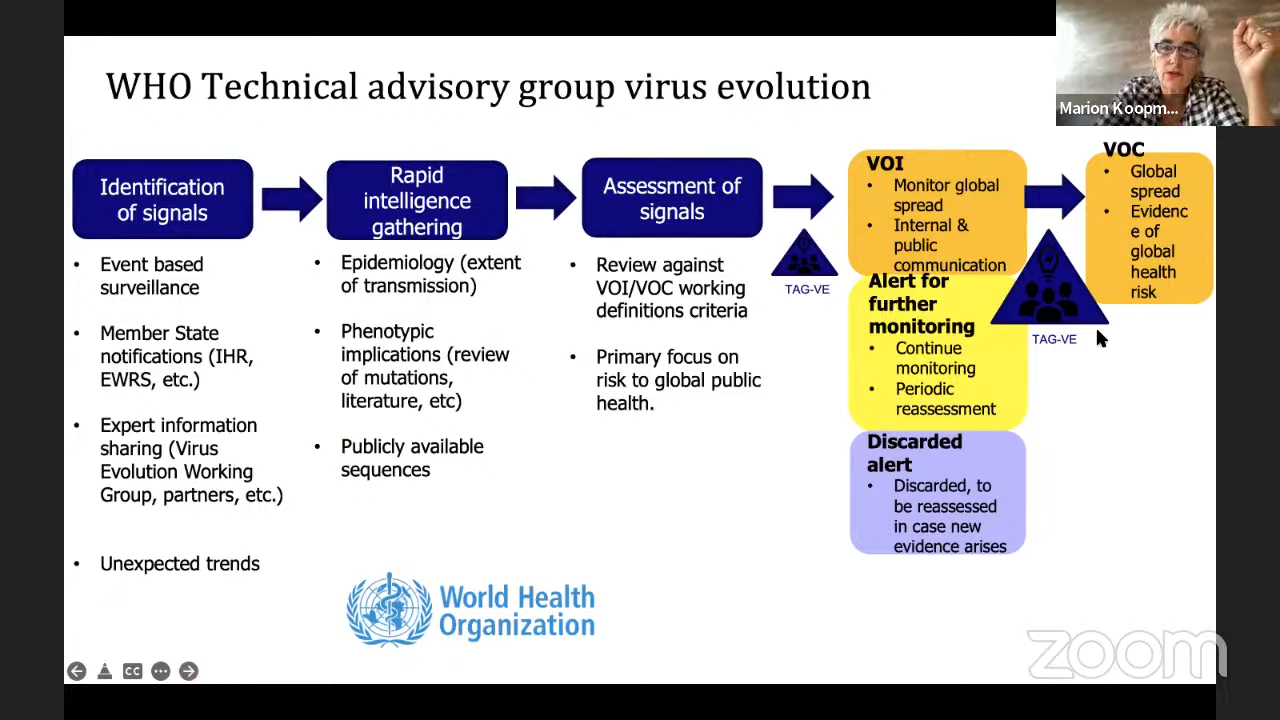 WHO Technical advisory group virus evolution
Marion Koopm...
Identification
of signals
• Event based
surveillance
• Member State
notifications (IHR,
EWRS, etc.)
• Expert information
sharing (Virus
Evolution Working
Group, partners, etc.)
• Unexpected trends
Rapid
intelligence
gathering
• Epidemiology (extent
of transmission)
• Phenotypic
implications (review
of mutations,
literature, etc)
• Publicly available
sequences
Assessment of
signals
• Review against
VOI/VOC working
definitions criteria
• Primary focus on
risk to global public
health.
TAG-VE
VOI
• Monitor global
spread
• Internal &
public
communication
Alert for
further
monitoring
• Continue
monitoring
• Periodic
reassessment
Discarded
alert
• Discarded, to
be reassessed
in case new
evidence arises
TAG-VE
VOC
• Global
spread
• Evidenc
e of
global
health
risk
World Health
Organization
CC
zoom